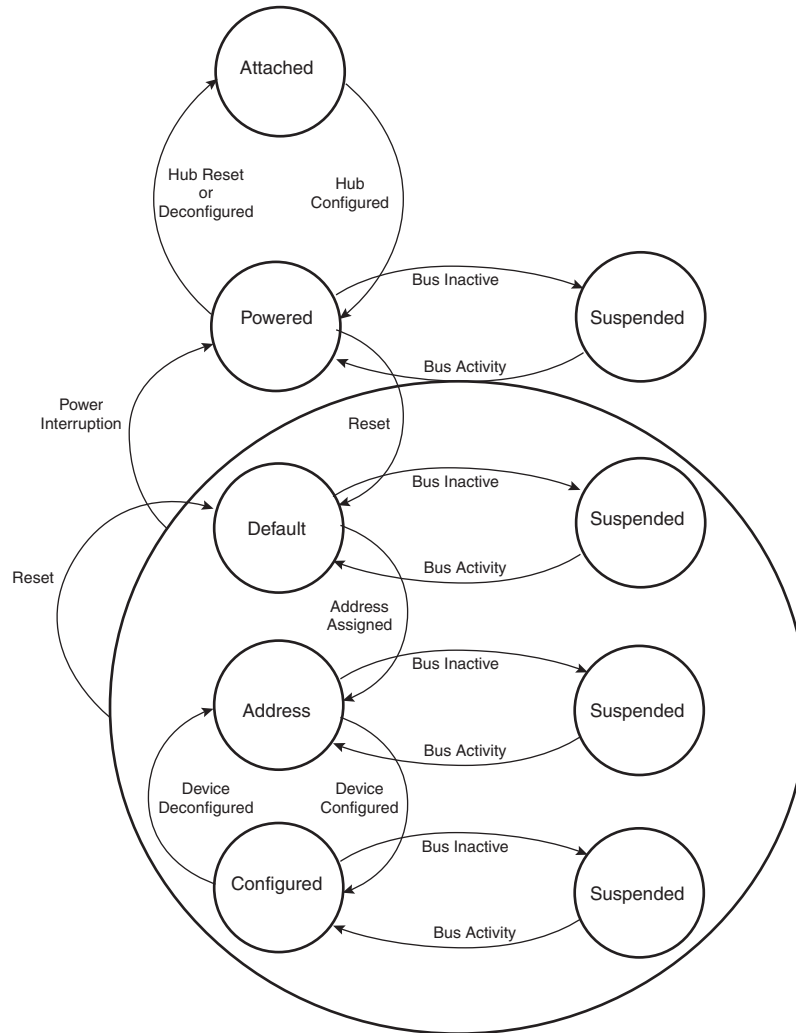 Attached
Hub Reset
or
Deconfigured
Hub
Configured
Bus Inactive
Powered
Suspended
Bus Activity
Power
Interruption
Reset
Bus Inactive
Default
Suspended
Bus Activity
Reset
Address
Assigned
Bus Inactive
Address
Suspended
Bus Activity
Device
Deconfigured
Device
Configured
Bus Inactive
Configured
Suspended
Bus Activity